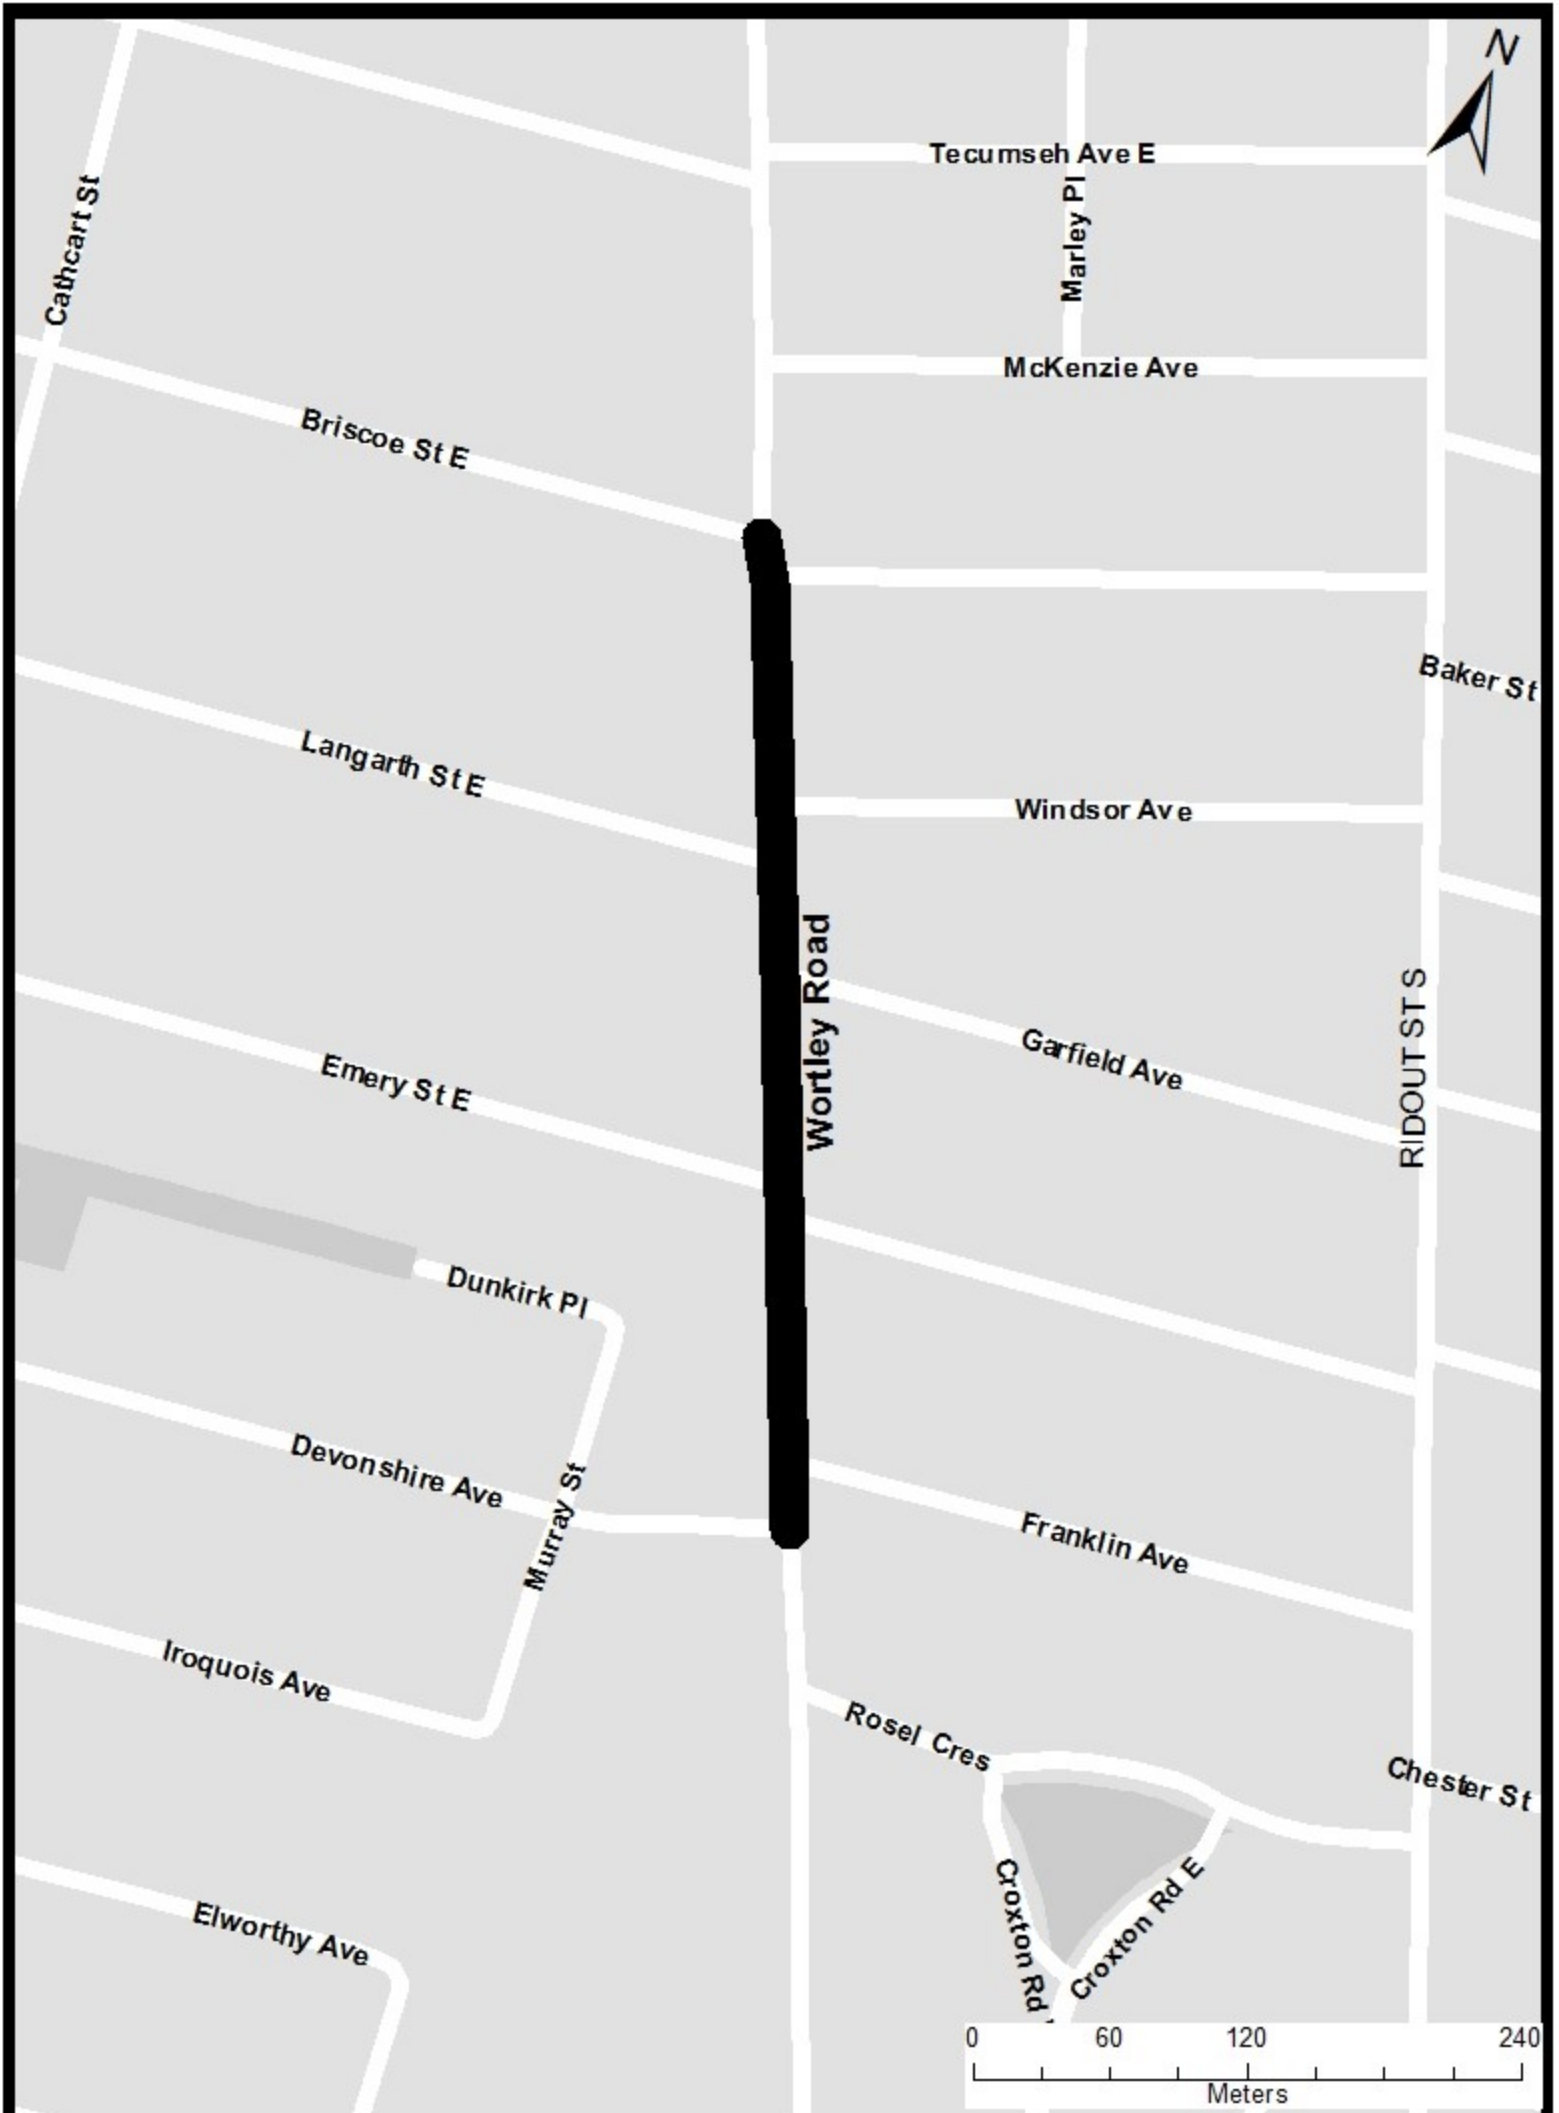 N
Tecumseh Ave E
Marley Pl
Cathcart St
McKenzie Ave
Briscoe St E
Baker St
Langarth St E
Windsor Ave
Wortley Road
RIDOUT ST S
Garfield Ave
Emery St E
Dunkirk Pl
Devonshire Ave
Murray St
Franklin Ave
Iroquois Ave
Rosel Cres
Chester St
Croxton Rd
Croxton Rd E
Elworthy Ave
0 60 120 240
Meters